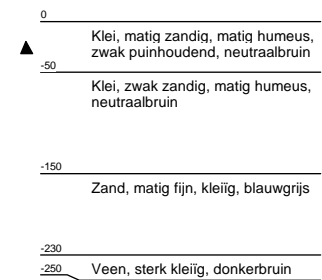 0
Klei, matig zandig, matig humeus,
zwak puinhoudend, neutraalbruin
-50
Klei, zwak zandig, matig humeus,
neutraalbruin
-150
Zand, matig fijn, kleiïg, blauwgrijs
-230
Veen, sterk kleiïg, donkerbruin
-250